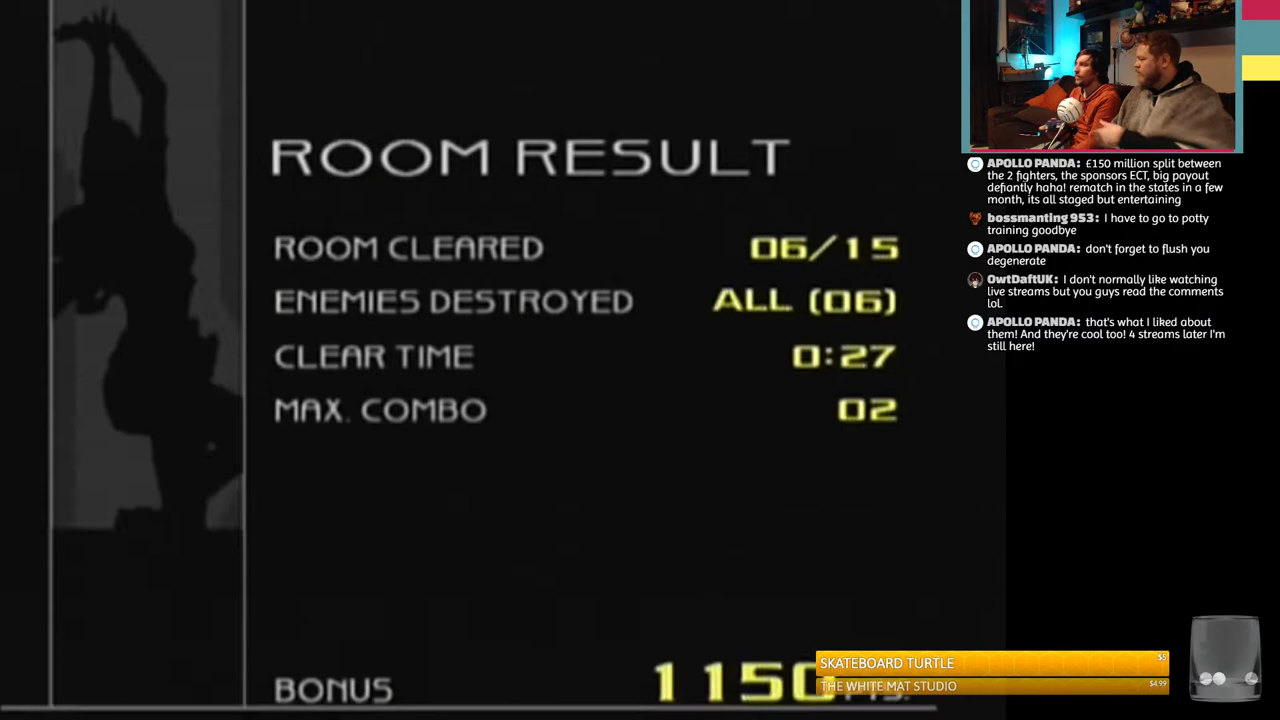 ROOM RESULT
ROOM CLEARED 06/15
ENEMIES DESTROYED ALL (06)
CLEAR TIME 0:27
MAX. COMBO 02
BONUS 1150
APOLLO PANDA: £150 million split between
the 2 fighters, the sponsors ECT, big payout
defiantly haha! rematch in the states in a few
month, its all staged but entertaining
bossmanting 953: I have to go to potty
training goodbye
APOLLO PANDA: don't forget to flush you
degenerate
OwtDaftUK: I don't normally like watching
live streams but you guys read the comments
lol.
APOLLO PANDA: that's what I liked about
them! And they're cool too! 4 streams later I'm
still here!
SKATEBOARD TURTLE $5
THE WHITE MAT STUDIO $4.99